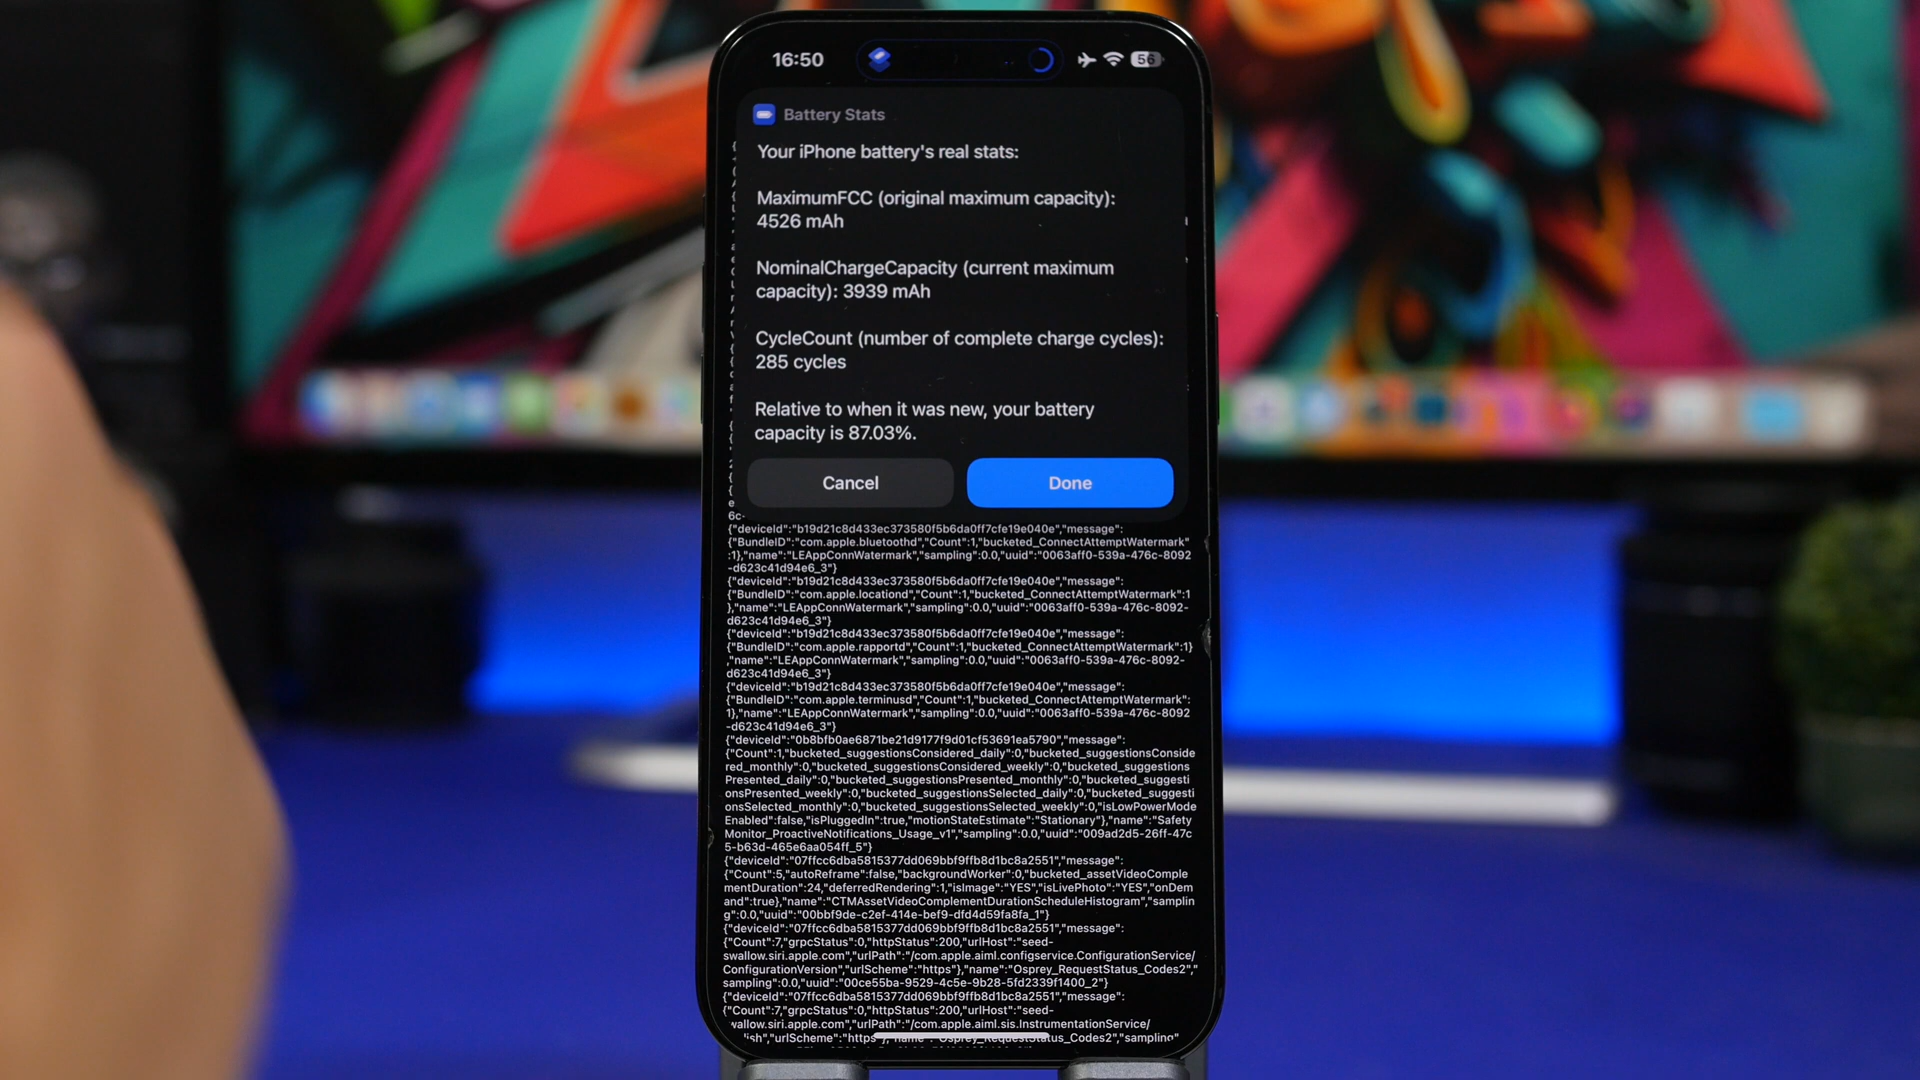 16:50
56
Battery Stats
Your iPhone battery's real stats:
MaximumFCC (original maximum capacity):
4526 mAh
NominalChargeCapacity (current maximum
capacity): 3939 mAh
CycleCount (number of complete charge cycles):
285 cycles
Relative to when it was new, your battery
capacity is 87.03%.
Cancel
Done
{"deviceId":"b19d21c8d433ec373580f5b6da0ff7cfe19e040e","message":
{"BundleID":"com.apple.bluetoothd","Count":1,"bucketed_ConnectAttemptWatermark"
:1},"name":"LEAppConnWatermark","sampling":0.0,"uuid":"0063aff0-539a-476c-8092
-d623c41d94e6_3"}
{"deviceId":"b19d21c8d433ec373580f5b6da0ff7cfe19e040e","message":
{"BundleID":"com.apple.locationd","Count":1,"bucketed_ConnectAttemptWatermark":1
},"name":"LEAppConnWatermark","sampling":0.0,"uuid":"0063aff0-539a-476c-8092-
d623c41d94e6_3"}
{"deviceId":"b19d21c8d433ec373580f5b6da0ff7cfe19e040e","message":
{"BundleID":"com.apple.rapportd","Count":1,"bucketed_ConnectAttemptWatermark":1}
,"name":"LEAppConnWatermark","sampling":0.0,"uuid":"0063aff0-539a-476c-8092-
d623c41d94e6_3"}
{"deviceId":"b19d21c8d433ec373580f5b6da0ff7cfe19e040e","message":
{"BundleID":"com.apple.terminusd","Count":1,"bucketed_ConnectAttemptWatermark":
1},"name":"LEAppConnWatermark","sampling":0.0,"uuid":"0063aff0-539a-476c-8092
-d623c41d94e6_3"}
{"deviceId":"0b8bfb0ae6871be21d9177f9d01cf53691ea5790","message":
{"Count":1,"bucketed_suggestionsConsidered_daily":0,"bucketed_suggestionsConside
red_monthly":0,"bucketed_suggestionsConsidered_weekly":0,"bucketed_suggestions
Presented_daily":0,"bucketed_suggestionsPresented_monthly":0,"bucketed_suggesti
onsPresented_weekly":0,"bucketed_suggestionsSelected_daily":0,"bucketed_suggesti
onsSelected_monthly":0,"bucketed_suggestionsSelected_weekly":0,"isLowPowerMode
Enabled":false,"isPluggedIn":true,"motionStateEstimate":"Stationary"},"name":"Safety
Monitor_ProactiveNotifications_Usage_v1","sampling":0.0,"uuid":"009ad2d5-26ff-47c
5-b63d-465e6aa054ff_5"}
{"deviceId":"07ffcc6dba5815377dd069bbf9ffb8d1bc8a2551","message":
{"Count":5,"autoReframe":false,"backgroundWorker":0,"bucketed_assetVideoComple
mentDuration":24,"deferredRendering":1,"isImage":"YES","isLivePhoto":"YES","onDem
and":true},"name":"CTMAssetVideoComplementDurationScheduleHistogram","samplin
g":0.0,"uuid":"00bbf9de-c2ef-414e-bef9-dfd4d59fa8fa_1"}
{"deviceId":"07ffcc6dba5815377dd069bbf9ffb8d1bc8a2551","message":
{"Count":7,"grpcStatus":0,"httpStatus":200,"urlHost":"seed-
swallow.siri.apple.com","urlPath":"/com.apple.aiml.configservice.ConfigurationService/
ConfigurationVersion","urlScheme":"https"},"name":"Osprey_RequestStatus_Codes2","
sampling":0.0,"uuid":"00ce55ba-9529-4c5e-9b28-5fd2339f1400_2"}
{"deviceId":"07ffcc6dba5815377dd069bbf9ffb8d1bc8a2551","message":
{"Count":7,"grpcStatus":0,"httpStatus":200,"urlHost":"seed-
wallow.siri.apple.com","urlPath":"/com.apple.aiml.sis.InstrumentationService/
ish","urlScheme":"https"},"name":"Osprey_RequestStatus_Codes2","sampling"